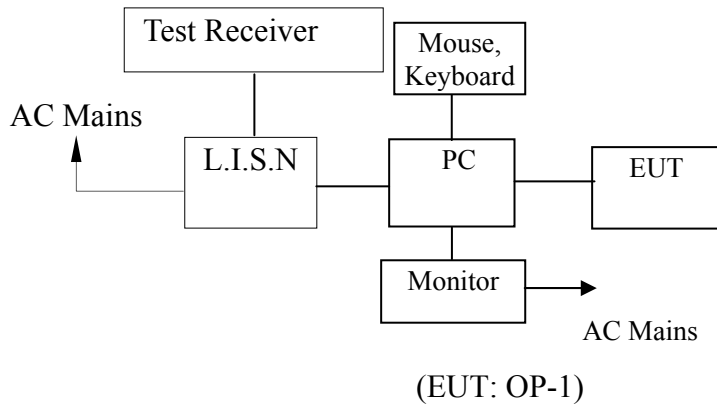 Test Receiver
Mouse,
Keyboard
AC Mains
L.I.S.N
PC
EUT
Monitor
AC Mains
(EUT: OP-1)